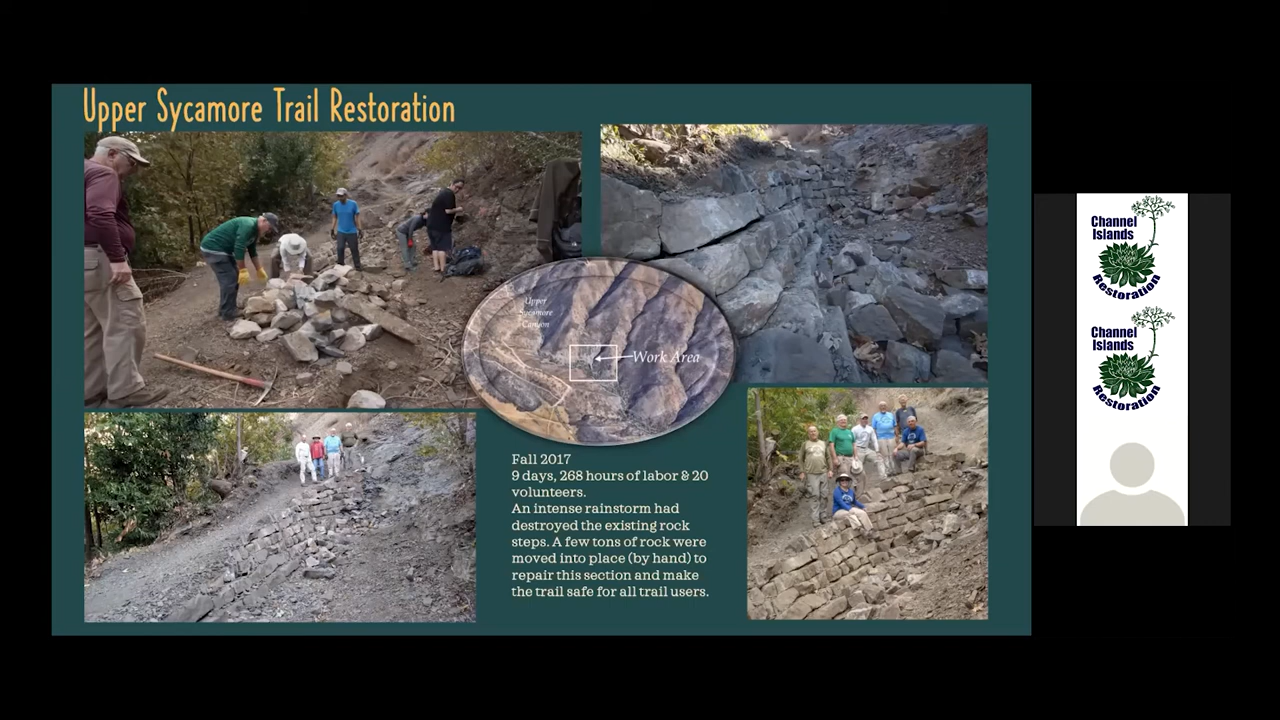 Upper Sycamore Trail Restoration
Upper
Sycamore
Canyon
Work Area
Fall 2017
9 days, 268 hours of labor & 20
volunteers.
An intense rainstorm had
destroyed the existing rock
steps. A few tons of rock were
moved into place (by hand) to
repair this section and make
the trail safe for all trail users.
Channel
Islands
Restoration
Channel
Islands
Restoration